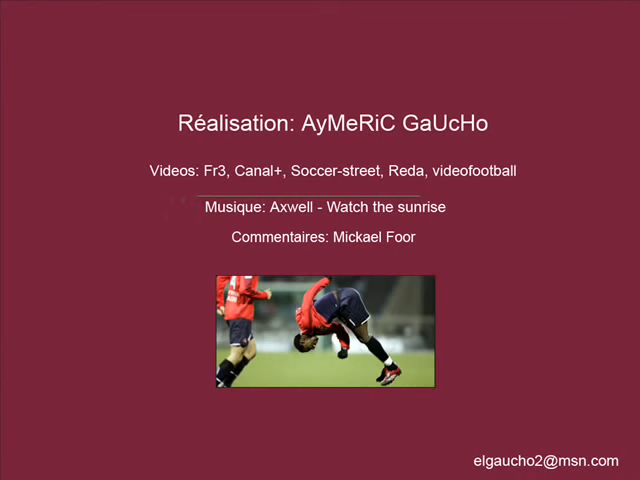 Réalisation: AyMeRiC GaUcHo
Videos: Fr3, Canal+, Soccer-street, Reda, videofootball
Musique: Axwell - Watch the sunrise
Commentaires: Mickael Foor
elgaucho2@msn.com